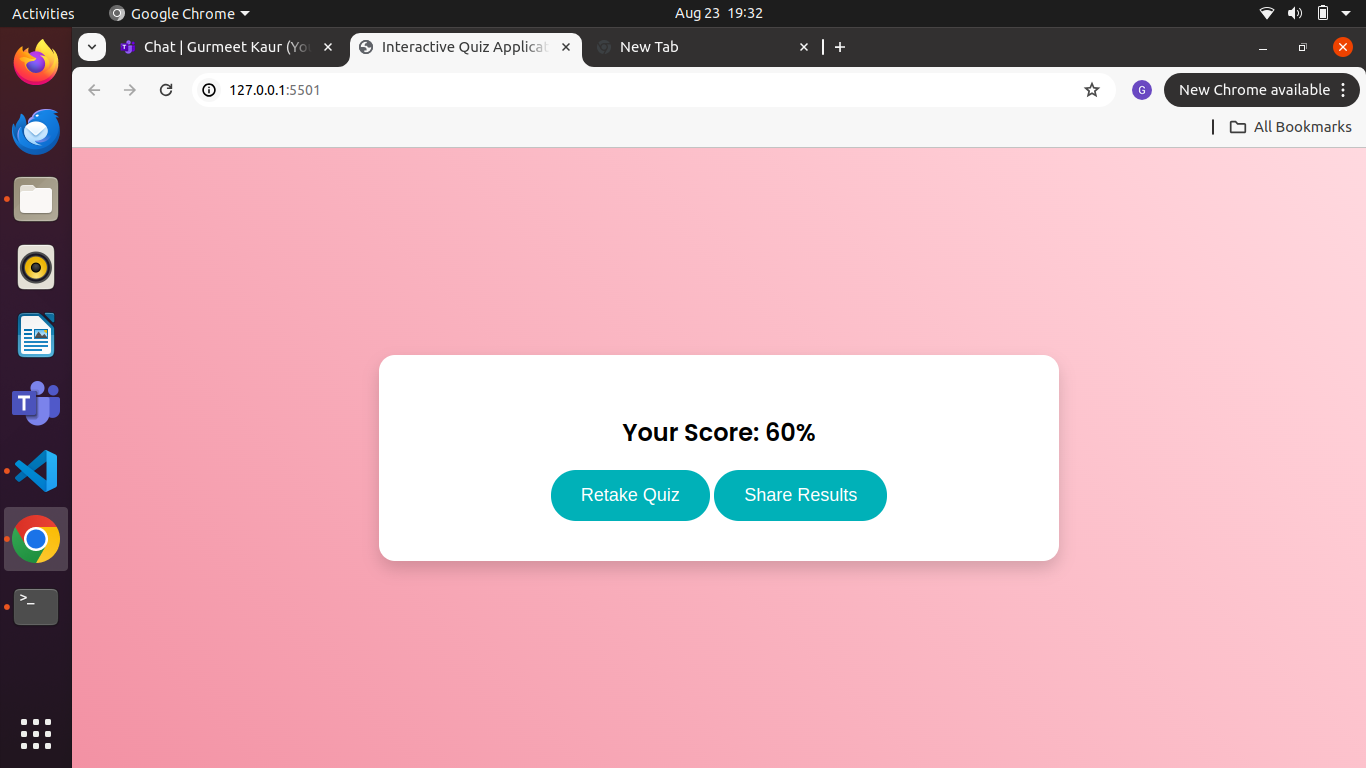 Activities Google Chrome Aug 23 19:32
Chat | Gurmeet Kaur (You Interactive Quiz Applicat New Tab
127.0.0.1:5501 G New Chrome available
All Bookmarks
Your Score: 60%
Retake Quiz Share Results
T
>_